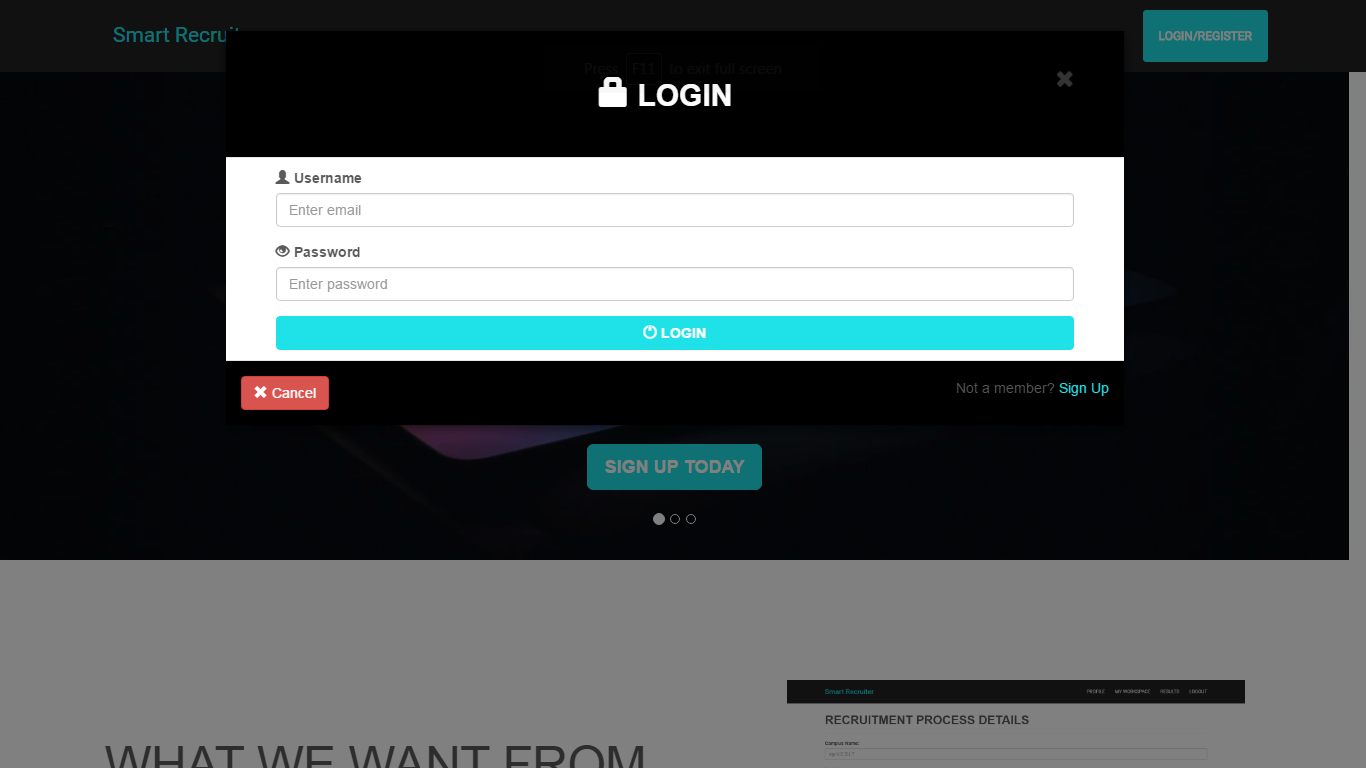 Smart Recruit
LOGIN/REGISTER
Press F11 to exit full screen
LOGIN
Username
Enter email
Password
Enter password
LOGIN
Cancel
Not a member? Sign Up
SIGN UP TODAY
Smart Recruiter
PROFILE MY WORKSPACE RESULTS LOGOUT
RECRUITMENT PROCESS DETAILS
Campus Name:
WHAT WE WANT FROM